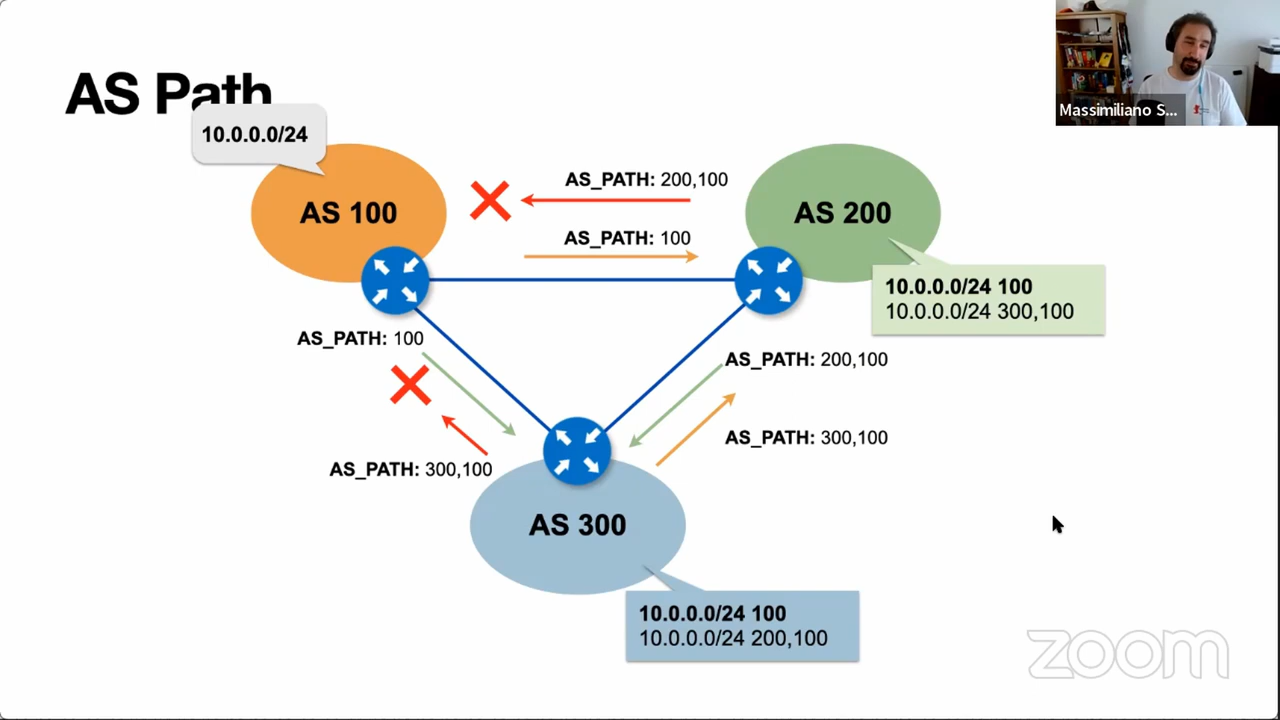 AS Path
Massimiliano S...
10.0.0.0/24
AS_PATH: 200,100
AS 100
AS 200
AS_PATH: 100
10.0.0.0/24 100
10.0.0.0/24 300,100
AS_PATH: 100
AS_PATH: 200,100
AS_PATH: 300,100
AS_PATH: 300,100
AS 300
10.0.0.0/24 100
10.0.0.0/24 200,100
zoom